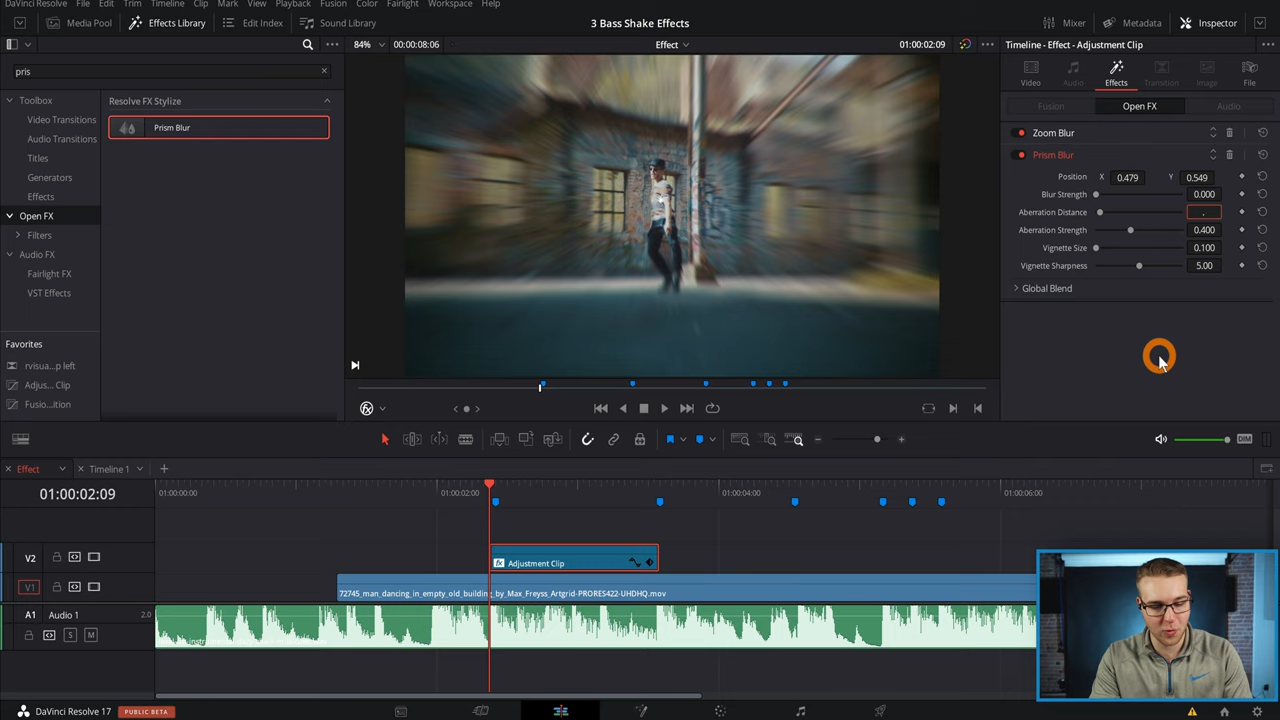 DaVinci Resolve File Edit Trim Timeline Clip Mark View Playback Fusion Color Fairlight Workspace Help
Media Pool Effects Library Edit Index Sound Library 3 Bass Shake Effects Mixer Metadata Inspector
84% 00:00:08:06 Effect 01:00:02:09 Timeline - Effect - Adjustment Clip
pris
Video Audio Effects Transition Image File
Toolbox
Video Transitions
Audio Transitions
Titles
Generators
Effects
Open FX
Filters
Audio FX
Fairlight FX
VST Effects
Favorites
rvisua...p left
Adjus... Clip
Fusio...ition
Resolve FX Stylize
Prism Blur
Fusion Open FX Audio
Zoom Blur
Prism Blur
Position X 0.479 Y 0.549
Blur Strength 0.000
Aberration Distance .
Aberration Strength 0.400
Vignette Size 0.100
Vignette Sharpness 5.00
Global Blend
DIM
Effect Timeline 1
01:00:02:09 01:00:00:00 01:00:02:00 01:00:04:00 01:00:06:00
V2 fx Adjustment Clip
V1 72745_man_dancing_in_empty_old_building_by_Max_Freyss_Artgrid-PRORES422-UHDHQ.mov
A1 Audio 1 2.0
S M
DaVinci Resolve 17 PUBLIC BETA